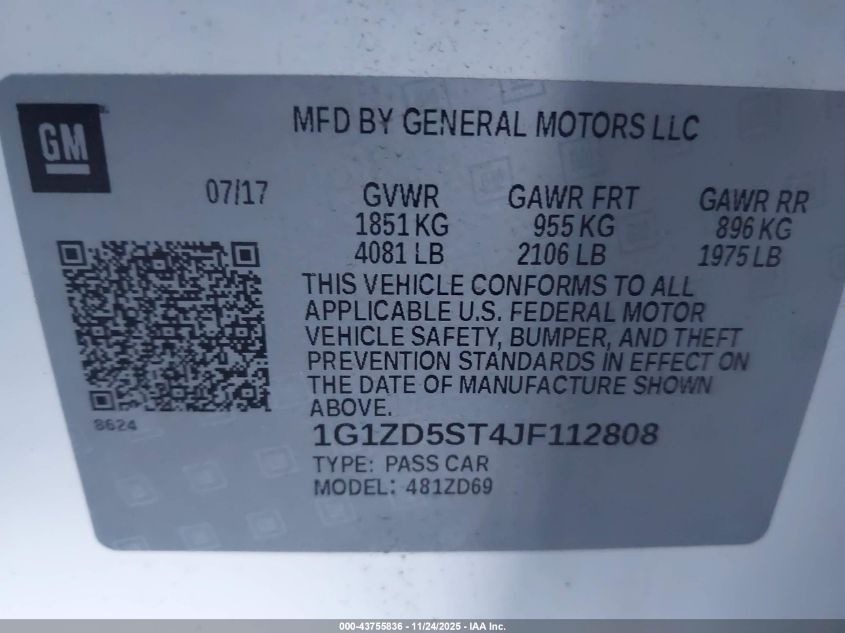 GM
MFD BY GENERAL MOTORS LLC
07/17 GVWR GAWR FRT GAWR RR
1851 KG 955 KG 896 KG
4081 LB 2106 LB 1975 LB
THIS VEHICLE CONFORMS TO ALL
APPLICABLE U.S. FEDERAL MOTOR
VEHICLE SAFETY, BUMPER, AND THEFT
PREVENTION STANDARDS IN EFFECT ON
THE DATE OF MANUFACTURE SHOWN
ABOVE.
8624
1G1ZD5ST4JF112808
TYPE: PASS CAR
MODEL: 481ZD69
000-43755836 - 11/24/2025 - IAA Inc.